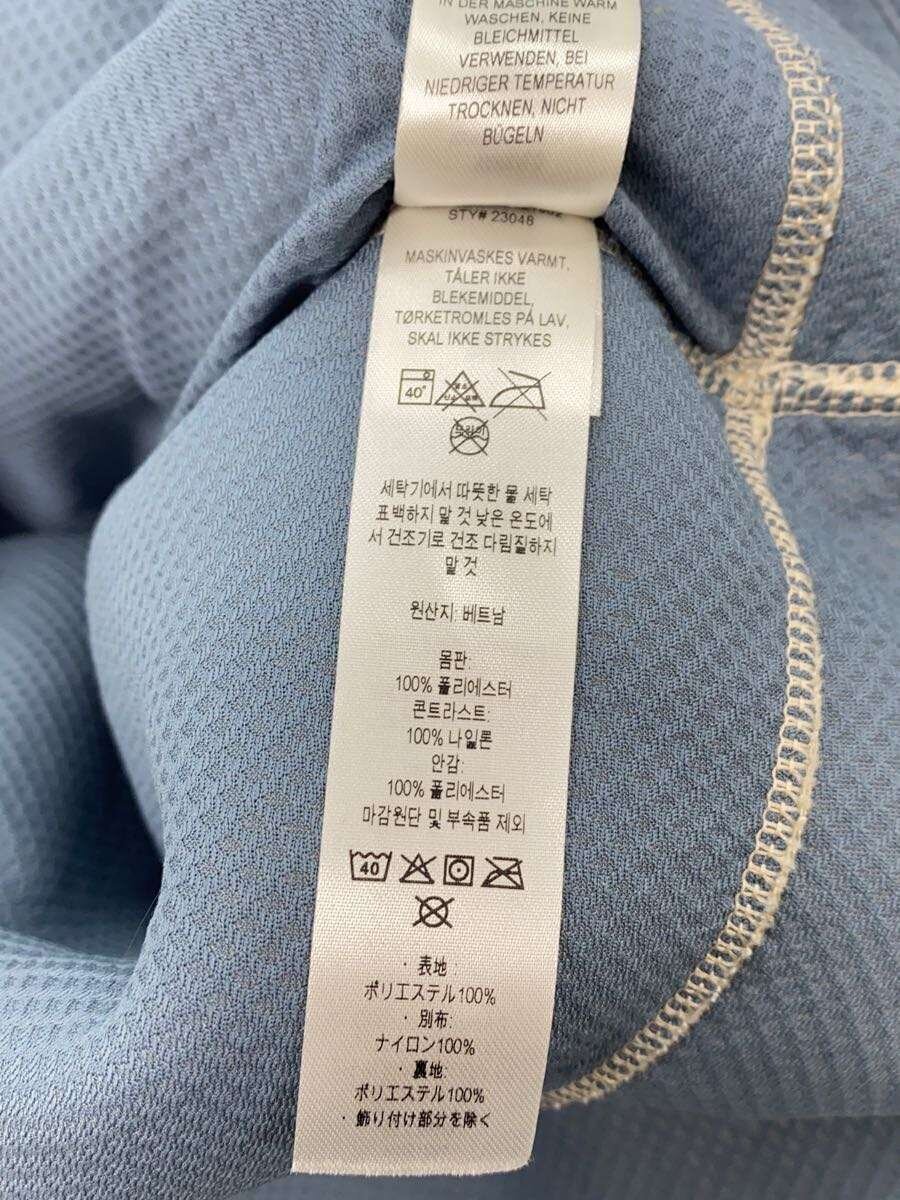 IN DER MASCHINE WARM
WASCHEN, KEINE
BLEICHMITTEL
VERWENDEN, BEI
NIEDRIGER TEMPERATUR
TROCKNEN, NICHT
BÜGELN
STY# 23048
MASKINVASKES VARMT,
TÅLER IKKE
BLEKEMIDDEL,
TØRKETROMLES PÅ LAV,
SKAL IKKE STRYKES
40°
세탁기에서 따뜻한 물 세탁
표백하지 말 것 낮은 온도에
서 건조기로 건조 다림질하지
말 것
원산지: 베트남
몸판:
100% 폴리에스터
콘트라스트:
100% 나일론
안감:
100% 폴리에스터
마감원단 및 부속품 제외
40
・表地 :
ポリエステル100%
・別布:
ナイロン100%
・裏地:
ポリエステル100%
・飾り付け部分を除く